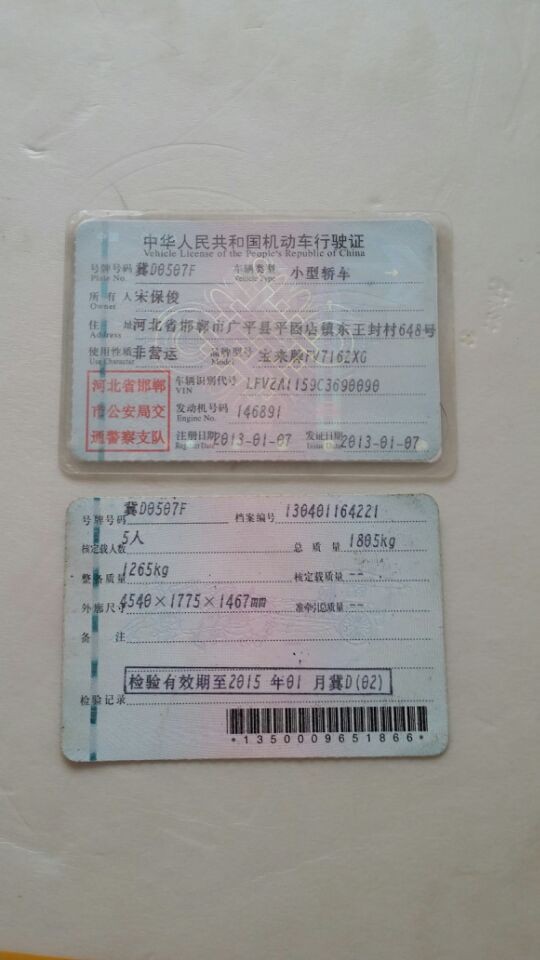 中华人民共和国机动车行驶证
Vehicle License of the People's Republic of China
号牌号码 冀D0507F 车辆类型 小型轿车
Plate No. Vehicle Type
所有人 宋保俊
Owner
住址 河北省邯郸市广平县平固店镇东王封村648号
Address
使用性质 非营运 品牌型号 宝来牌FV7162XG
Use Character Model
河北省邯郸
市公安局交
通警察支队
车辆识别代号 LFV2A1159C3690090
VIN
发动机号码 146891
Engine No.
注册日期 2013-01-07 发证日期 2013-01-07
Register Date Issue Date
号牌号码 冀D0507F 档案编号 130401164221
核定载人数 5人 总质量 1805kg
整备质量 1265kg 核定载质量 --
外廓尺寸 4540×1775×1467mm 准牵引总质量 --
备注
检验有效期至2015 年01 月冀D(02)
检验记录
*1350009651866*